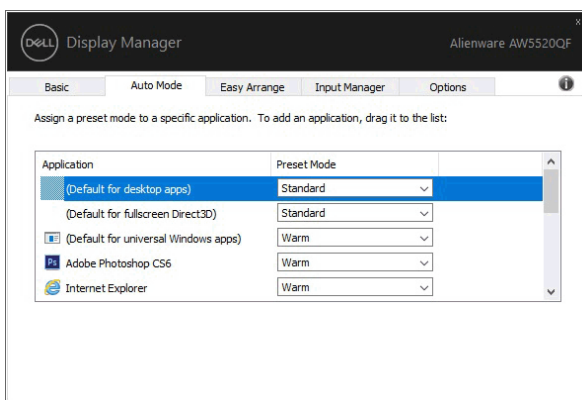 DELL Display Manager Alienware AW5520QF
x
Basic Auto Mode Easy Arrange Input Manager Options i
Assign a preset mode to a specific application. To add an application, drag it to the list:
Application Preset Mode
(Default for desktop apps) Standard
(Default for fullscreen Direct3D) Standard
(Default for universal Windows apps) Warm
Ps Adobe Photoshop CS6 Warm
Internet Explorer Warm